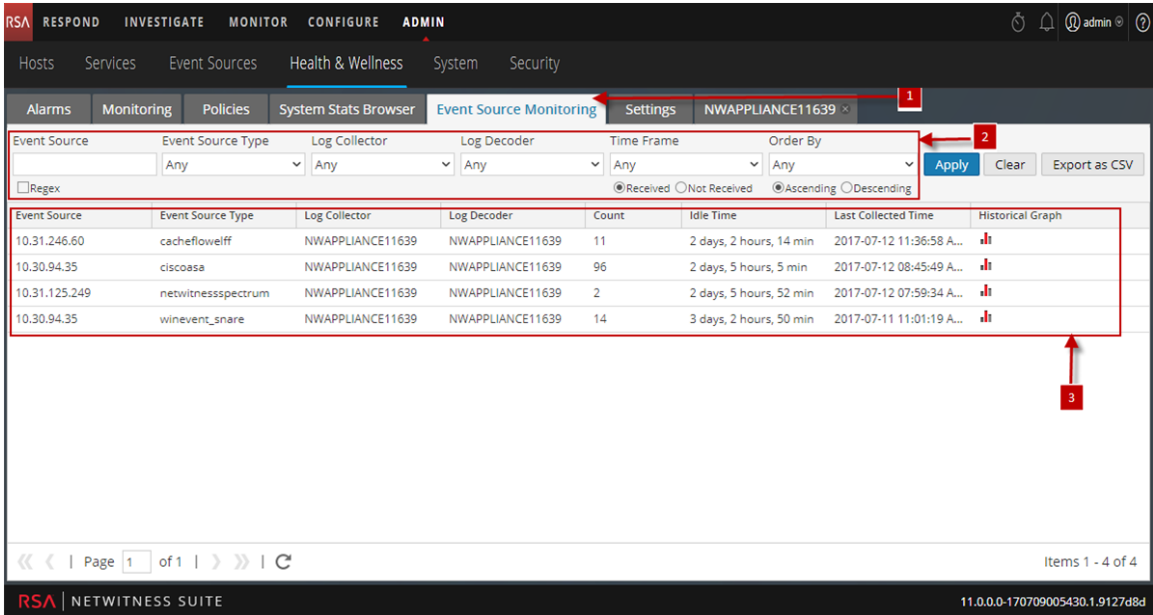 RSA RESPOND INVESTIGATE MONITOR CONFIGURE ADMIN admin
Hosts Services Event Sources Health & Wellness System Security
Alarms Monitoring Policies System Stats Browser Event Source Monitoring Settings NWAPPLIANCE11639 × 1
Event Source Event Source Type Log Collector Log Decoder Time Frame Order By 2
Any Any Any Any Any Apply Clear Export as CSV
Regex Received Not Received Ascending Descending
Event Source Event Source Type Log Collector Log Decoder Count Idle Time Last Collected Time Historical Graph
10.31.246.60 cacheflowelff NWAPPLIANCE11639 NWAPPLIANCE11639 11 2 days, 2 hours, 14 min 2017-07-12 11:36:58 A...
10.30.94.35 ciscoasa NWAPPLIANCE11639 NWAPPLIANCE11639 96 2 days, 5 hours, 5 min 2017-07-12 08:45:49 A...
10.31.125.249 netwitnessspectrum NWAPPLIANCE11639 NWAPPLIANCE11639 2 2 days, 5 hours, 52 min 2017-07-12 07:59:34 A...
10.30.94.35 winevent_snare NWAPPLIANCE11639 NWAPPLIANCE11639 14 3 days, 2 hours, 50 min 2017-07-11 11:01:19 A...
3
Page 1 of 1 Items 1 - 4 of 4
RSA NETWITNESS SUITE 11.0.0.0-170709005430.1.9127d8d